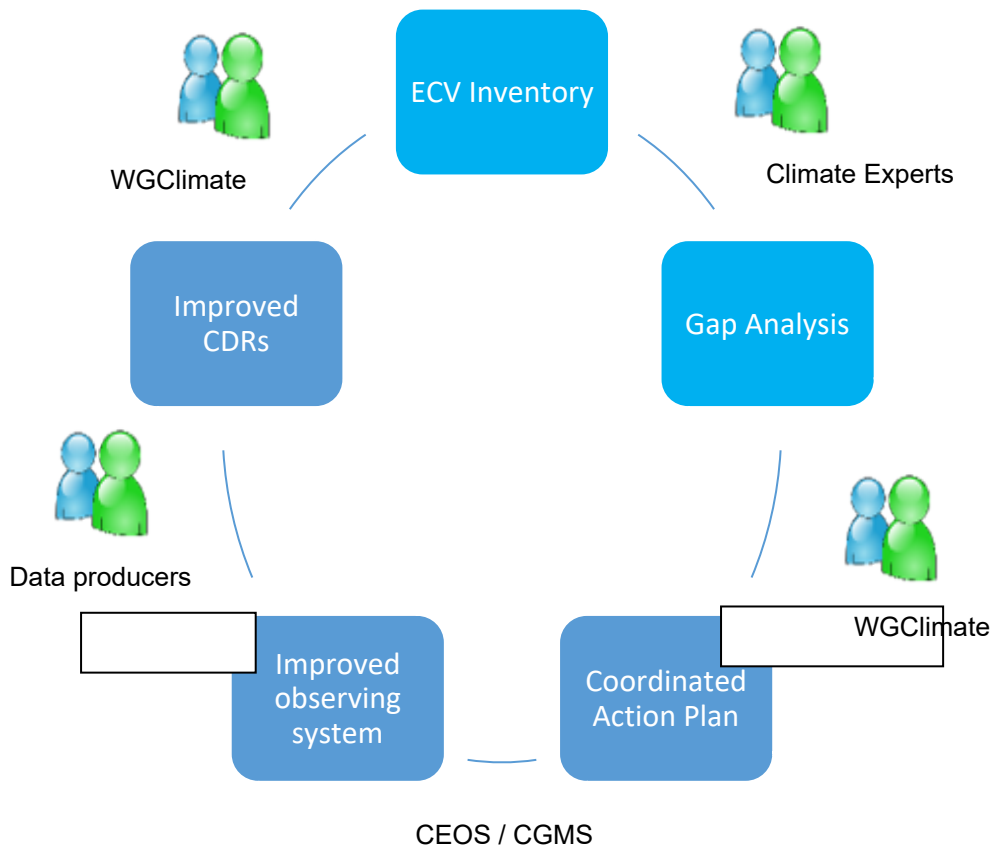 ECV Inventory
WGClimate
Climate Experts
Improved
CDRs
Gap Analysis
Data producers
WGClimate
Improved
observing
system
Coordinated
Action Plan
CEOS / CGMS